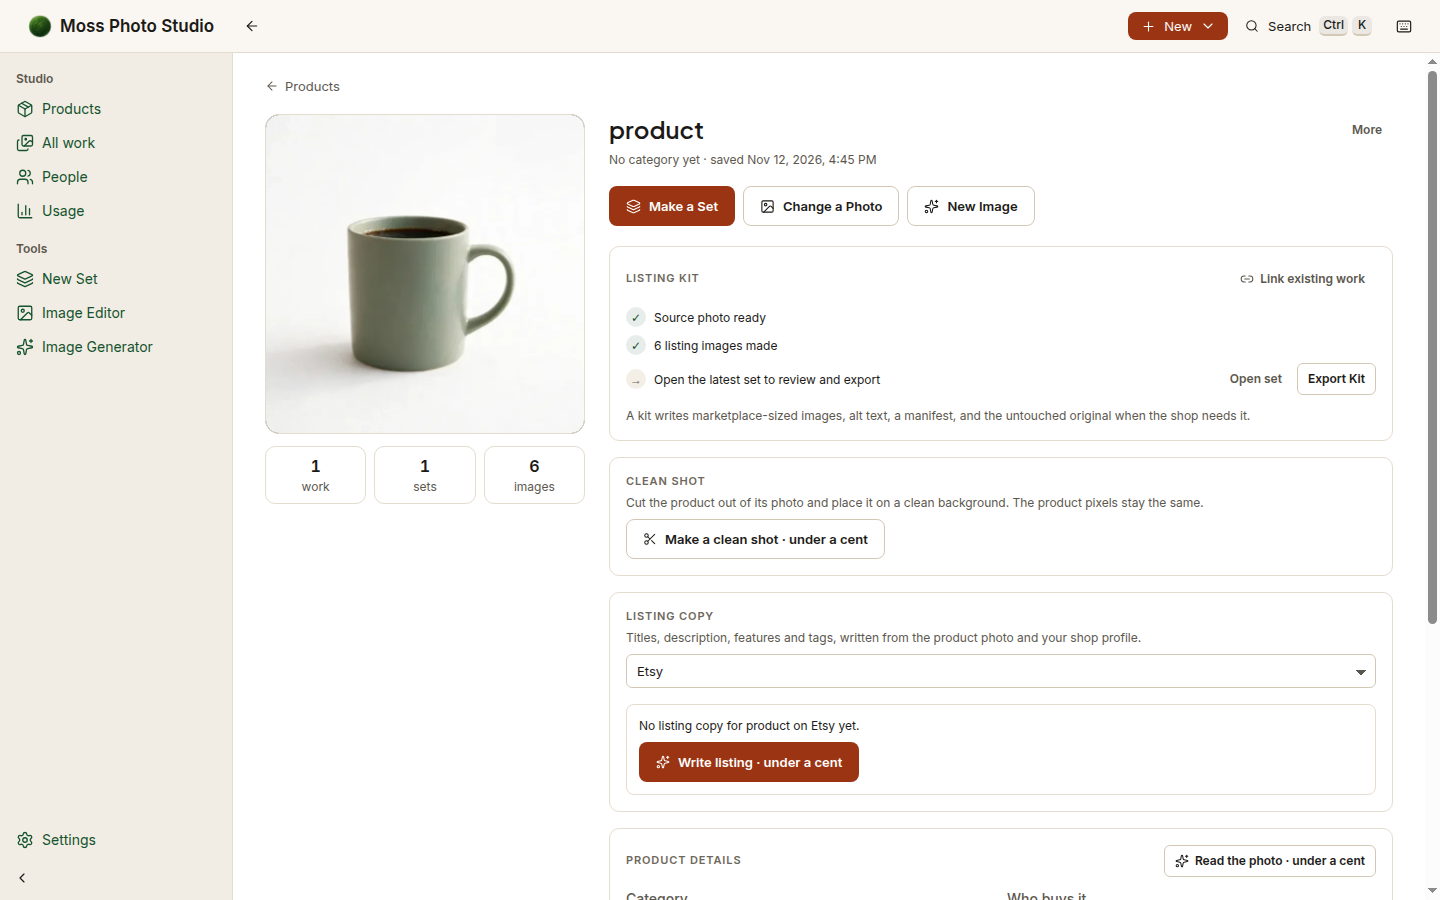 Moss Photo Studio
New
Search Ctrl K
Studio
Products
All work
People
Usage
Tools
New Set
Image Editor
Image Generator
Settings
Products
1
work
1
sets
6
images
product
More
No category yet · saved Nov 12, 2026, 4:45 PM
Make a Set
Change a Photo
New Image
LISTING KIT
Link existing work
Source photo ready
6 listing images made
Open the latest set to review and export
Open set
Export Kit
A kit writes marketplace-sized images, alt text, a manifest, and the untouched original when the shop needs it.
CLEAN SHOT
Cut the product out of its photo and place it on a clean background. The product pixels stay the same.
Make a clean shot · under a cent
LISTING COPY
Titles, description, features and tags, written from the product photo and your shop profile.
Etsy
No listing copy for product on Etsy yet.
Write listing · under a cent
PRODUCT DETAILS
Read the photo · under a cent
Category
Who buys it